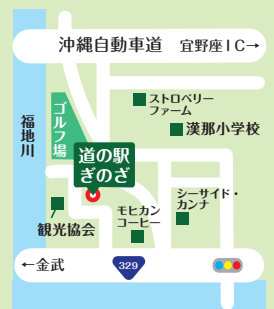 沖縄自動車道 宜野座IC→
ストロベリー
ファーム
漢那小学校
ゴルフ場
福地川
道の駅
ぎのざ
シーサイド・
カンナ
モヒカン
コーヒー
観光協会
←金武
329